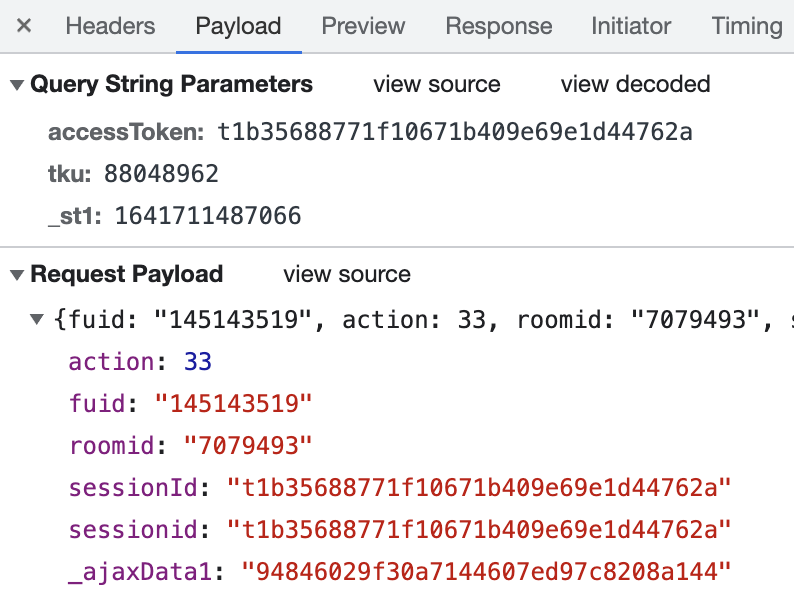 × Headers Payload Preview Response Initiator Timing
▼ Query String Parameters view source view decoded
accessToken: t1b35688771f10671b409e69e1d44762a
tku: 88048962
_st1: 1641711487066
▼ Request Payload view source
▼ {fuid: "145143519", action: 33, roomid: "7079493",
action: 33
fuid: "145143519"
roomid: "7079493"
sessionId: "t1b35688771f10671b409e69e1d44762a"
sessionid: "t1b35688771f10671b409e69e1d44762a"
_ajaxData1: "94846029f30a7144607ed97c8208a144"